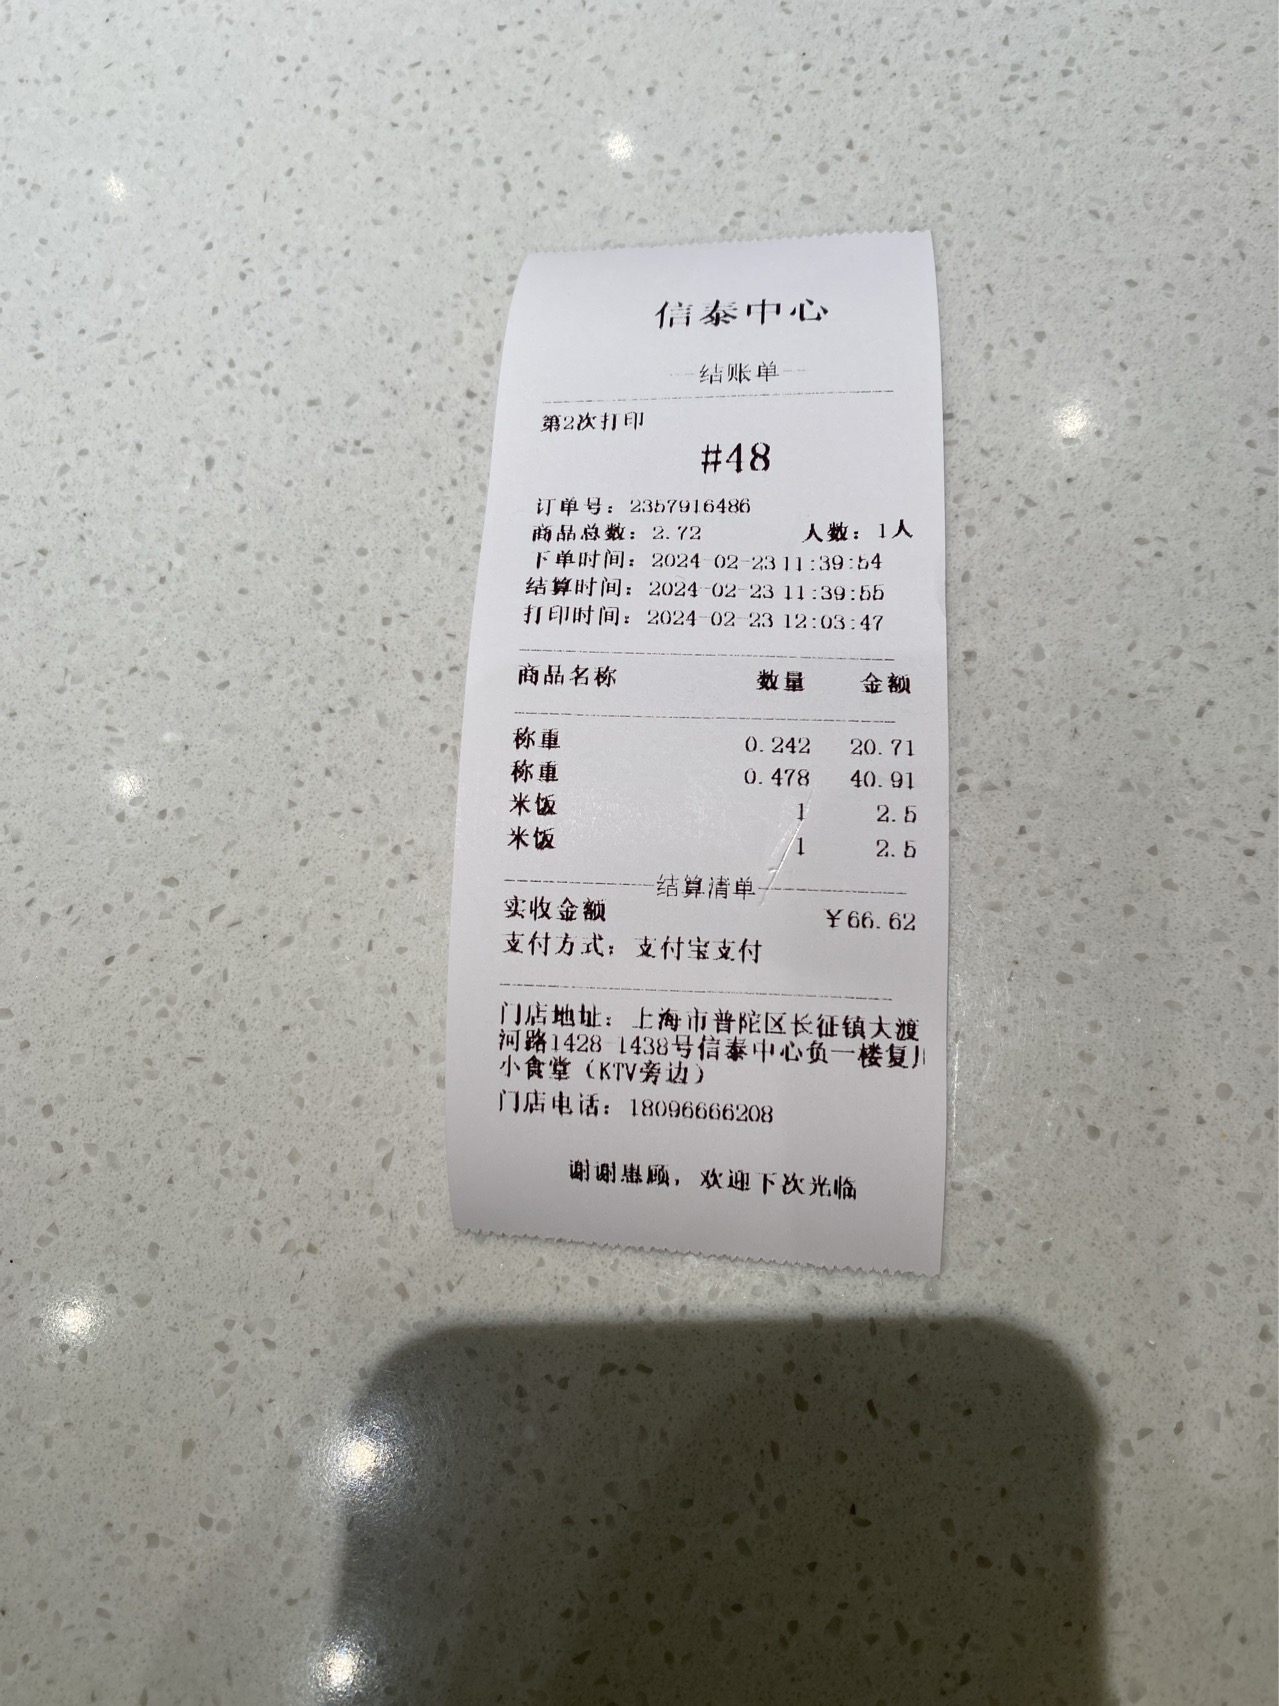 信泰中心
结账单
第2次打印
#48
订单号：2357916486
商品总数：2.72 人数：1人
下单时间：2024-02-23 11:39:54
结算时间：2024-02-23 11:39:55
打印时间：2024-02-23 12:03:47
商品名称 数量 金额
称重 0.242 20.71
称重 0.478 40.91
米饭 1 2.5
米饭 1 2.5
结算清单
实收金额 ￥66.62
支付方式：支付宝支付
门店地址：上海市普陀区长征镇大渡
河路1428-1438号信泰中心负一楼复
小食堂（KTV旁边）
门店电话：18096666208
谢谢惠顾，欢迎下次光临